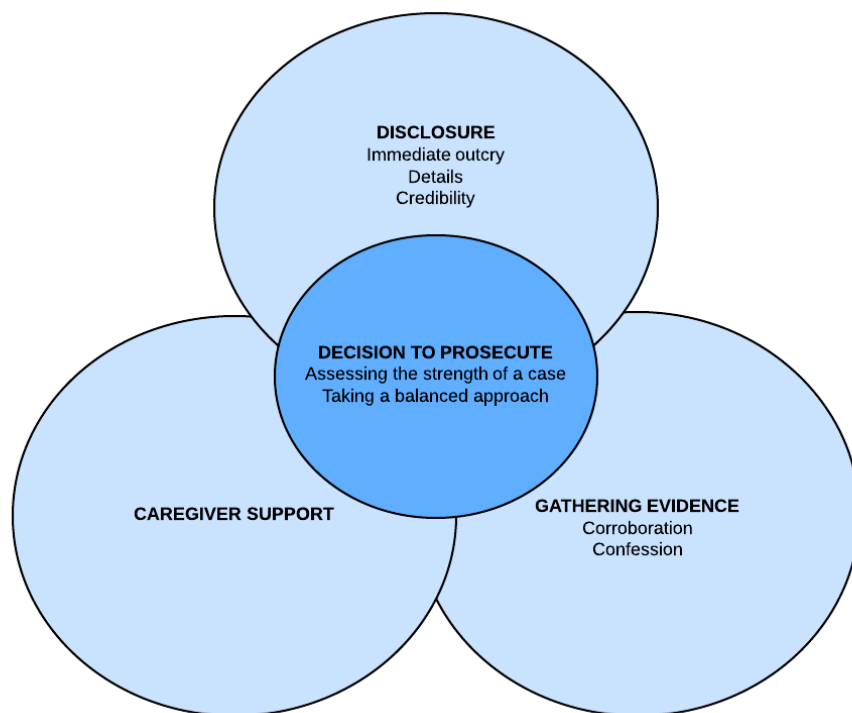 DISCLOSURE
Immediate outcry
Details
Credibility
DECISION TO PROSECUTE
Assessing the strength of a case
Taking a balanced approach
CAREGIVER SUPPORT
GATHERING EVIDENCE
Corroboration
Confession